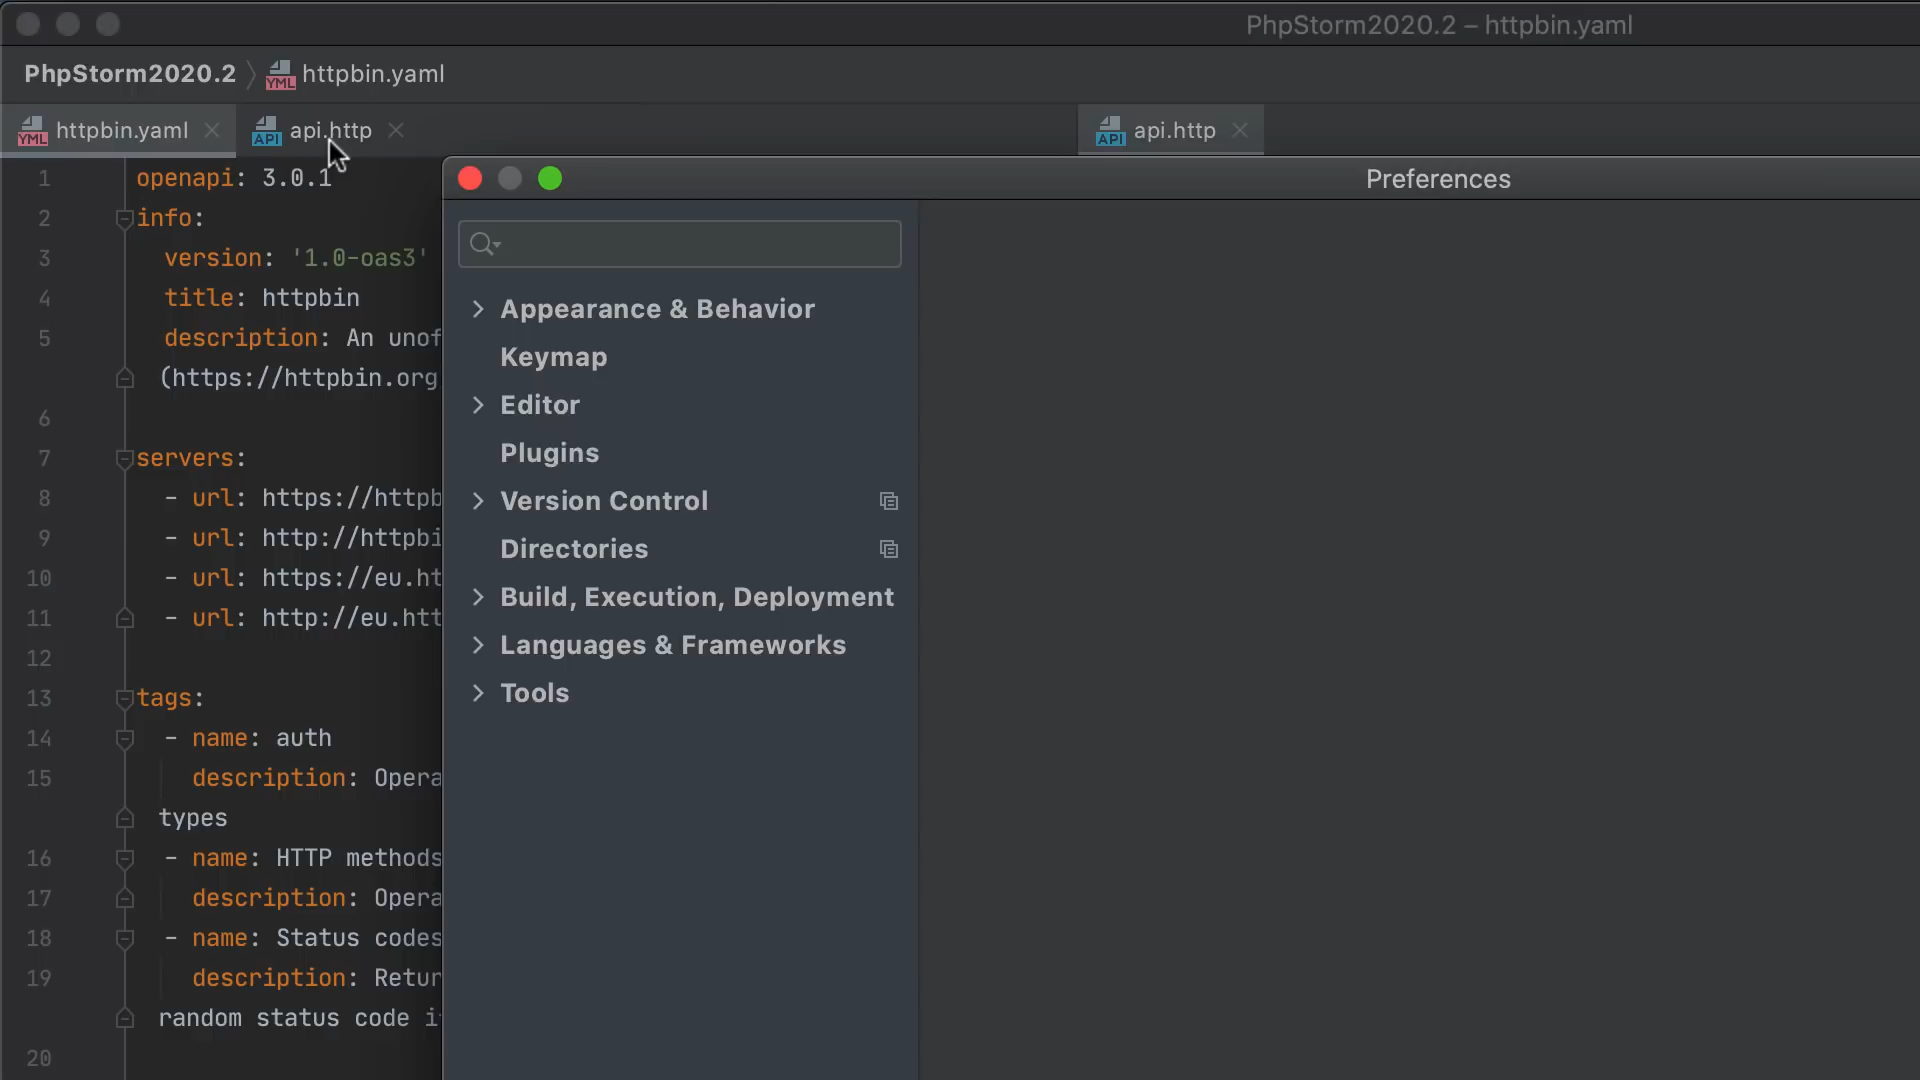 PhpStorm2020.2 – httpbin.yaml
PhpStorm2020.2 httpbin.yaml
httpbin.yaml api.http api.http
Preferences
1 openapi: 3.0.1
2 info:
3 version: '1.0-oas3'
4 title: httpbin
5 description: An unof
(https://httpbin.org
6
7 servers:
8 - url: https://httpb
9 - url: http://httpbi
10 - url: https://eu.ht
11 - url: http://eu.htt
12
13 tags:
14 - name: auth
15 description: Opera
types
16 - name: HTTP methods
17 description: Opera
18 - name: Status codes
19 description: Retur
random status code i
20
Appearance & Behavior
Keymap
Editor
Plugins
Version Control
Directories
Build, Execution, Deployment
Languages & Frameworks
Tools